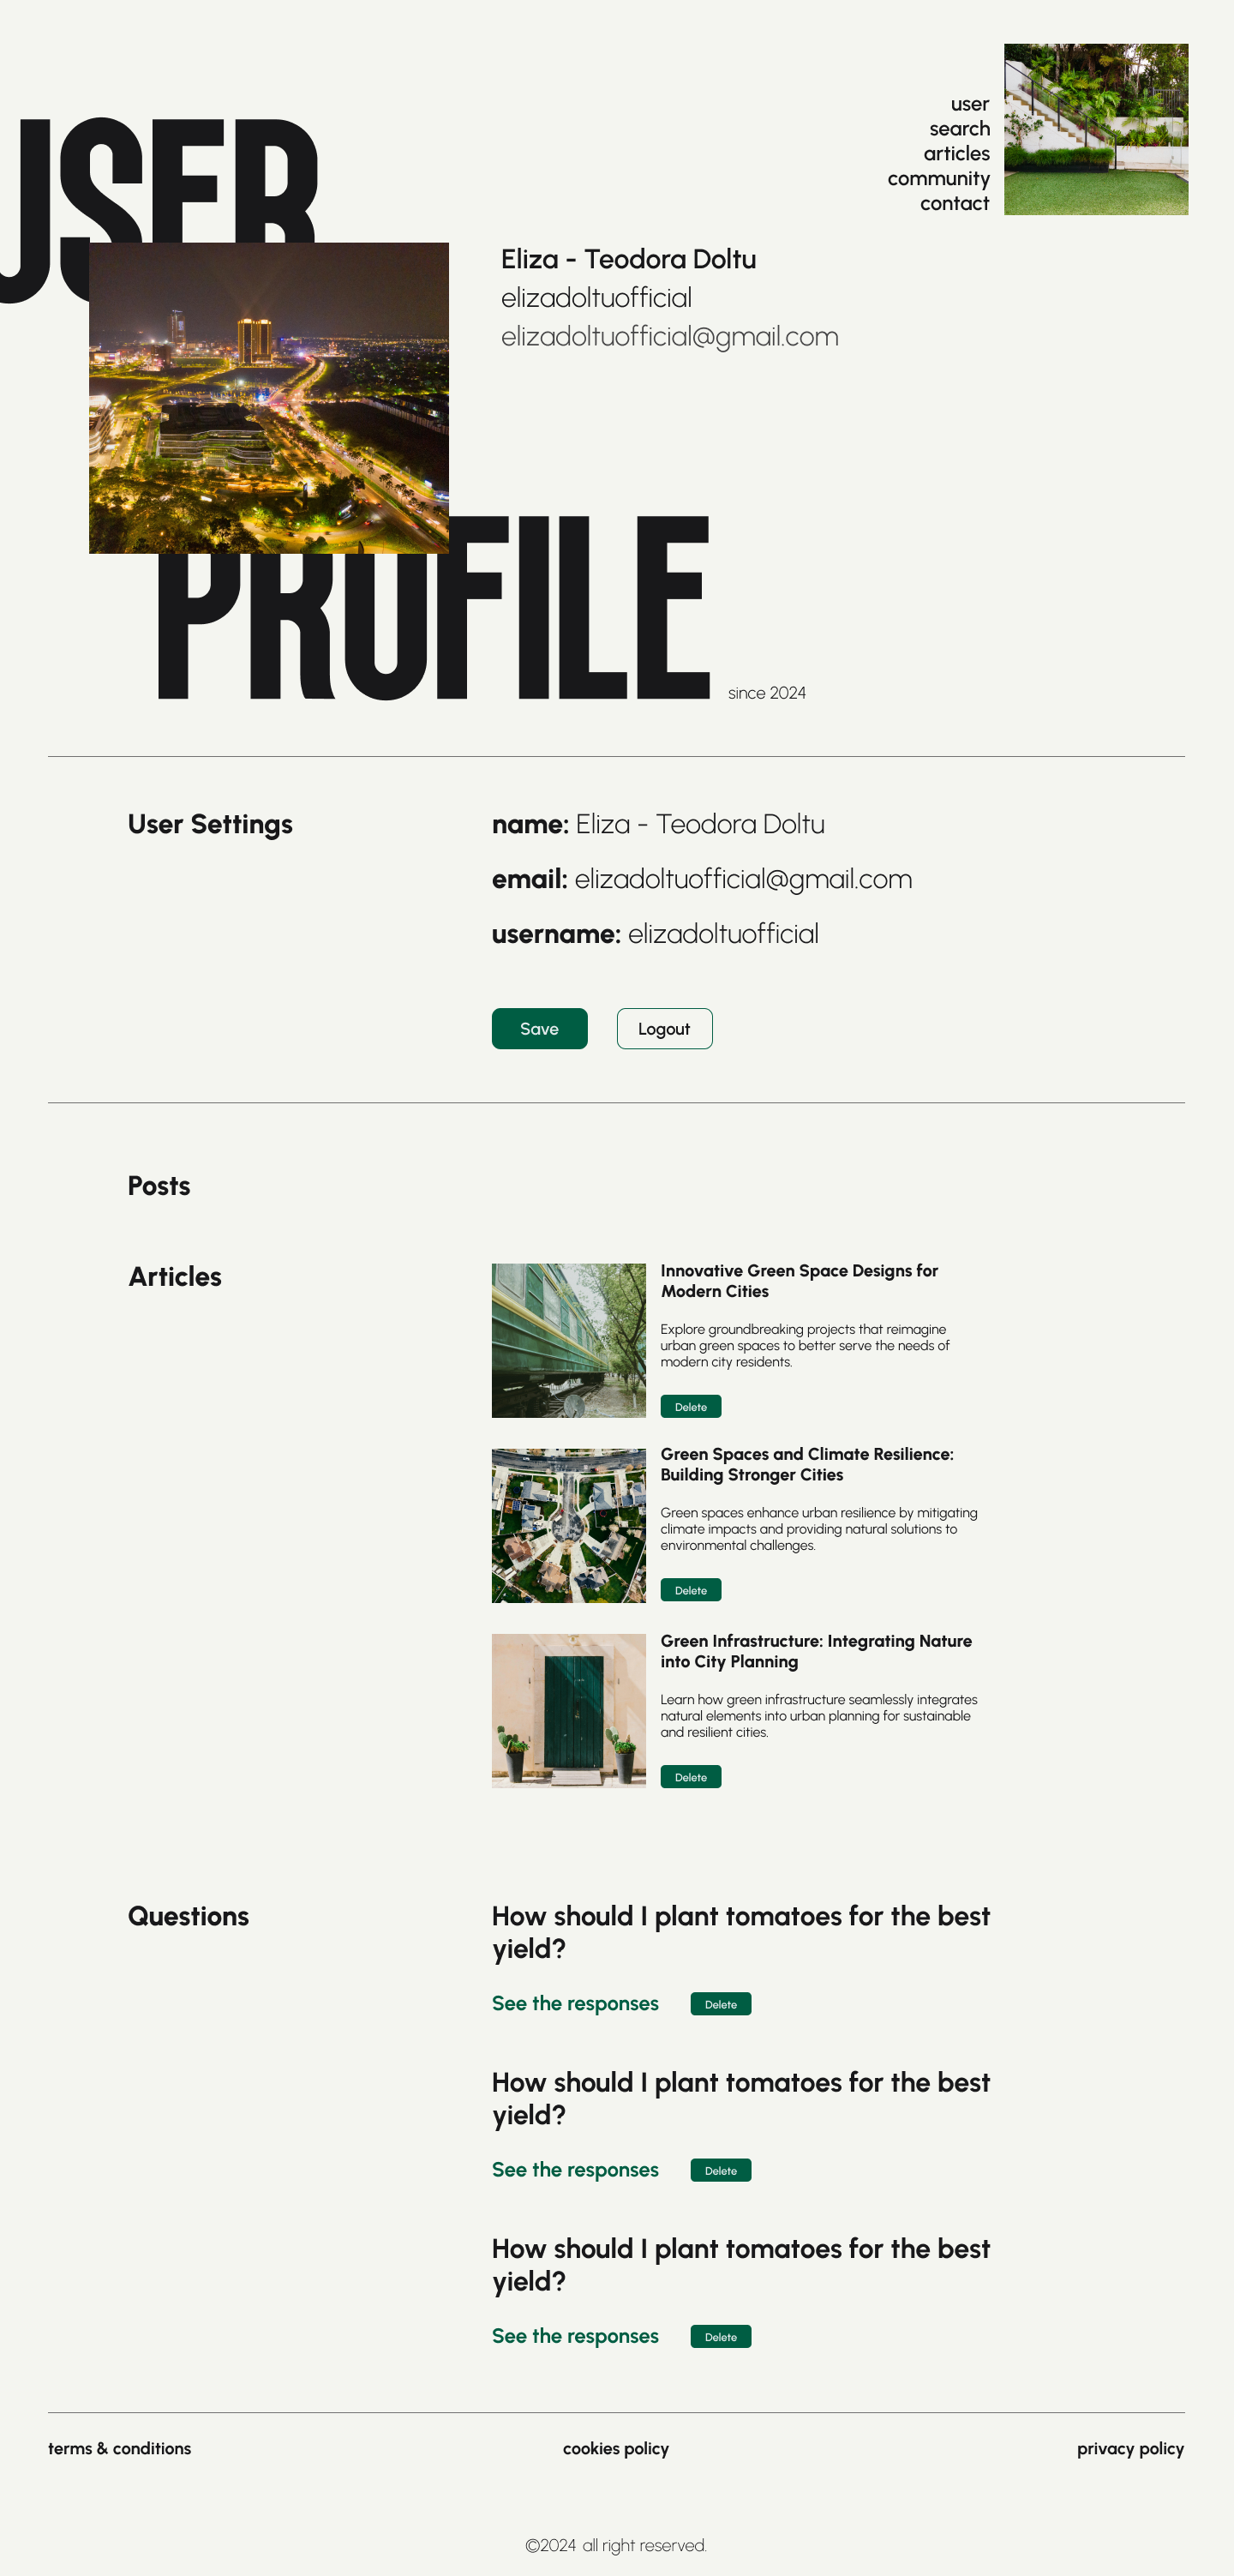 user
search
articles
community
contact
USER
Eliza - Teodora Doltu
elizadoltuofficial
elizadoltuofficial@gmail.com
PROFILE
since 2024
User Settings
name: Eliza - Teodora Doltu
email: elizadoltuofficial@gmail.com
username: elizadoltuofficial
Save
Logout
Posts
Articles
Innovative Green Space Designs for
Modern Cities
Explore groundbreaking projects that reimagine
urban green spaces to better serve the needs of
modern city residents.
Delete
Green Spaces and Climate Resilience:
Building Stronger Cities
Green spaces enhance urban resilience by mitigating
climate impacts and providing natural solutions to
environmental challenges.
Delete
Green Infrastructure: Integrating Nature
into City Planning
Learn how green infrastructure seamlessly integrates
natural elements into urban planning for sustainable
and resilient cities.
Delete
Questions
How should I plant tomatoes for the best
yield?
See the responses
Delete
How should I plant tomatoes for the best
yield?
See the responses
Delete
How should I plant tomatoes for the best
yield?
See the responses
Delete
terms & conditions
cookies policy
privacy policy
©2024 all right reserved.